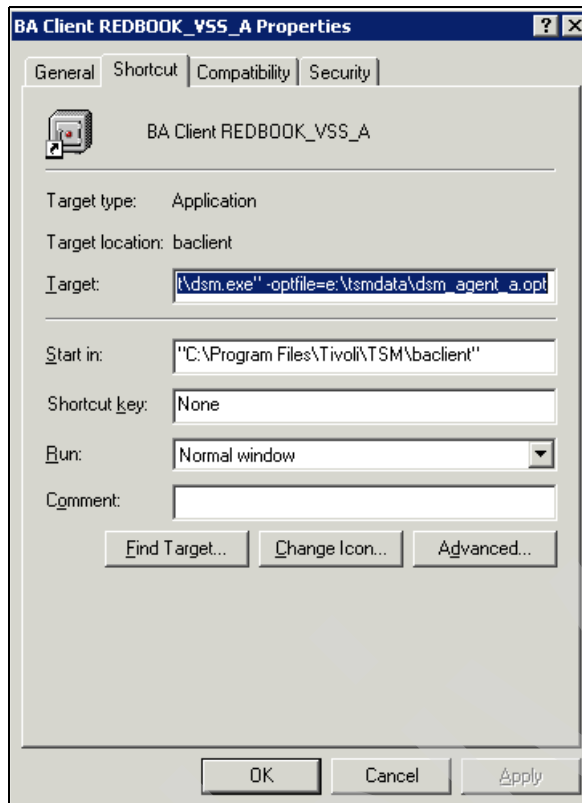 BA Client REDBOOK_VSS_A Properties
General Shortcut Compatibility Security
BA Client REDBOOK_VSS_A
Target type: Application
Target location: baclient
Target: t\dsm.exe" -optfile=e:\tsmdata\dsm_agent_a.opt
Start in: "C:\Program Files\Tivoli\TSM\baclient"
Shortcut key: None
Run: Normal window
Comment:
Find Target... Change Icon... Advanced...
OK Cancel Apply